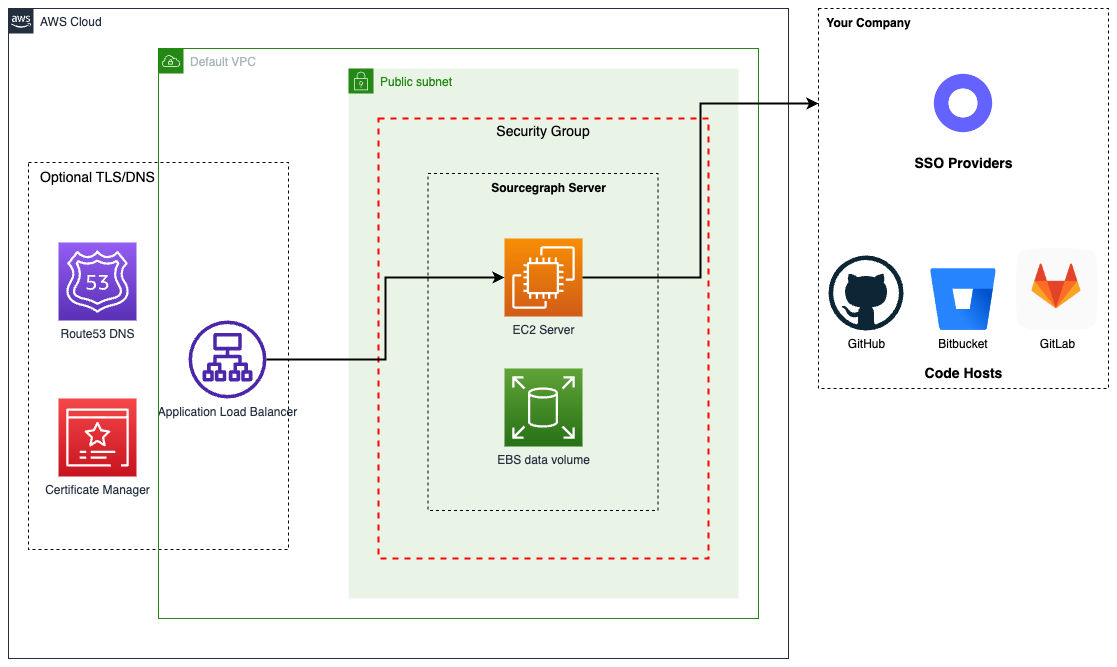 aws
AWS Cloud
Default VPC
Public subnet
Security Group
Sourcegraph Server
Optional TLS/DNS
53
Route53 DNS
Application Load Balancer
Certificate Manager
EC2 Server
EBS data volume
Your Company
SSO Providers
GitHub
Bitbucket
GitLab
Code Hosts